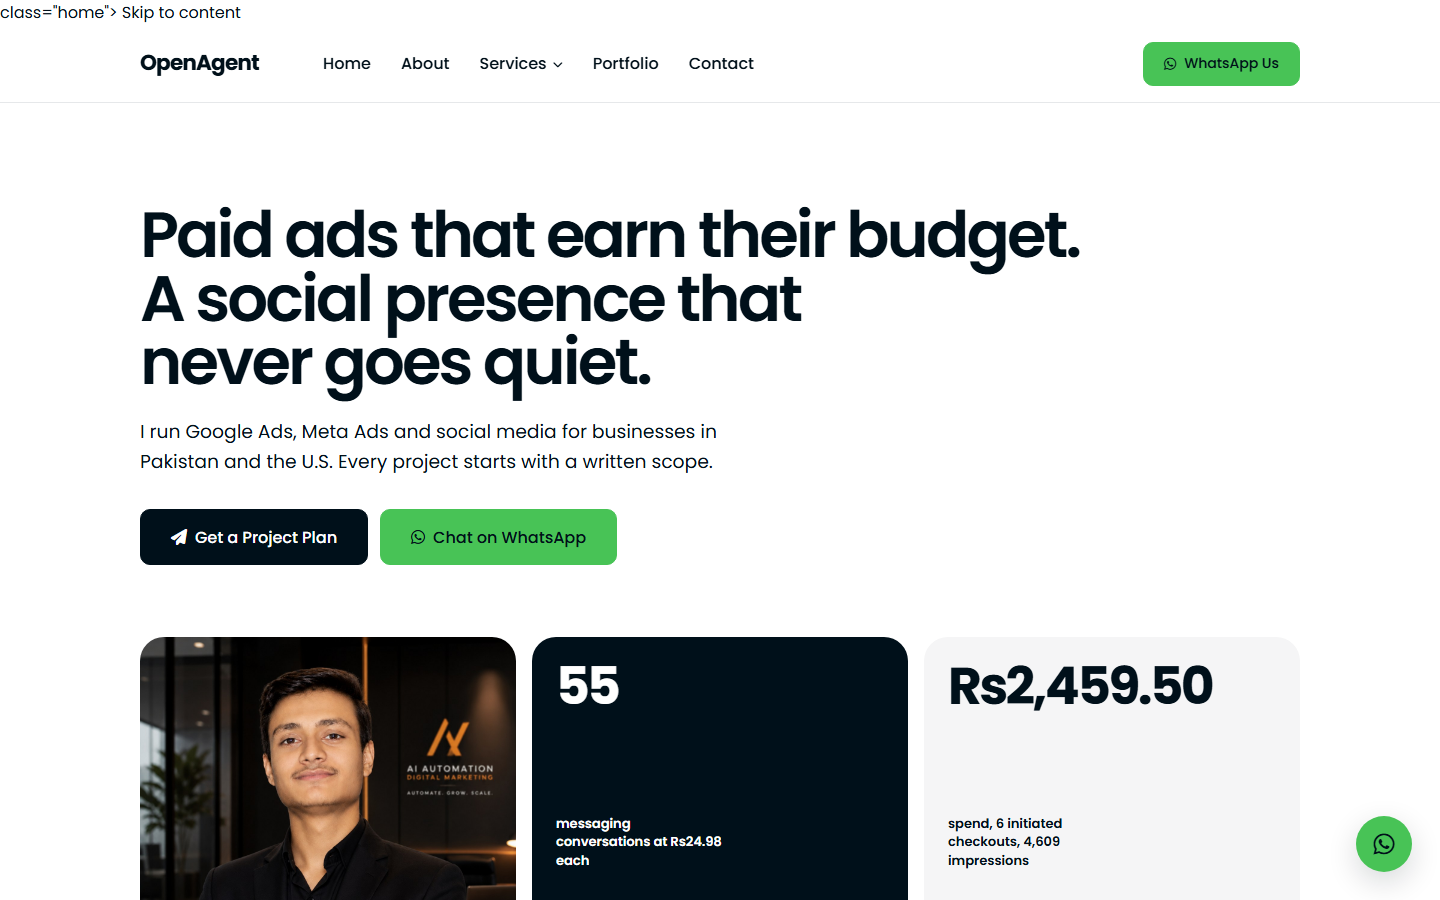 class="home"> Skip to content
OpenAgent
Home
About
Services
Portfolio
Contact
WhatsApp Us
Paid ads that earn their budget.
A social presence that
never goes quiet.
I run Google Ads, Meta Ads and social media for businesses in
Pakistan and the U.S. Every project starts with a written scope.
Get a Project Plan
Chat on WhatsApp
AI AUTOMATION
DIGITAL MARKETING
AUTOMATE. GROW. SCALE.
55
messaging
conversations at Rs24.98
each
Rs2,459.50
spend, 6 initiated
checkouts, 4,609
impressions